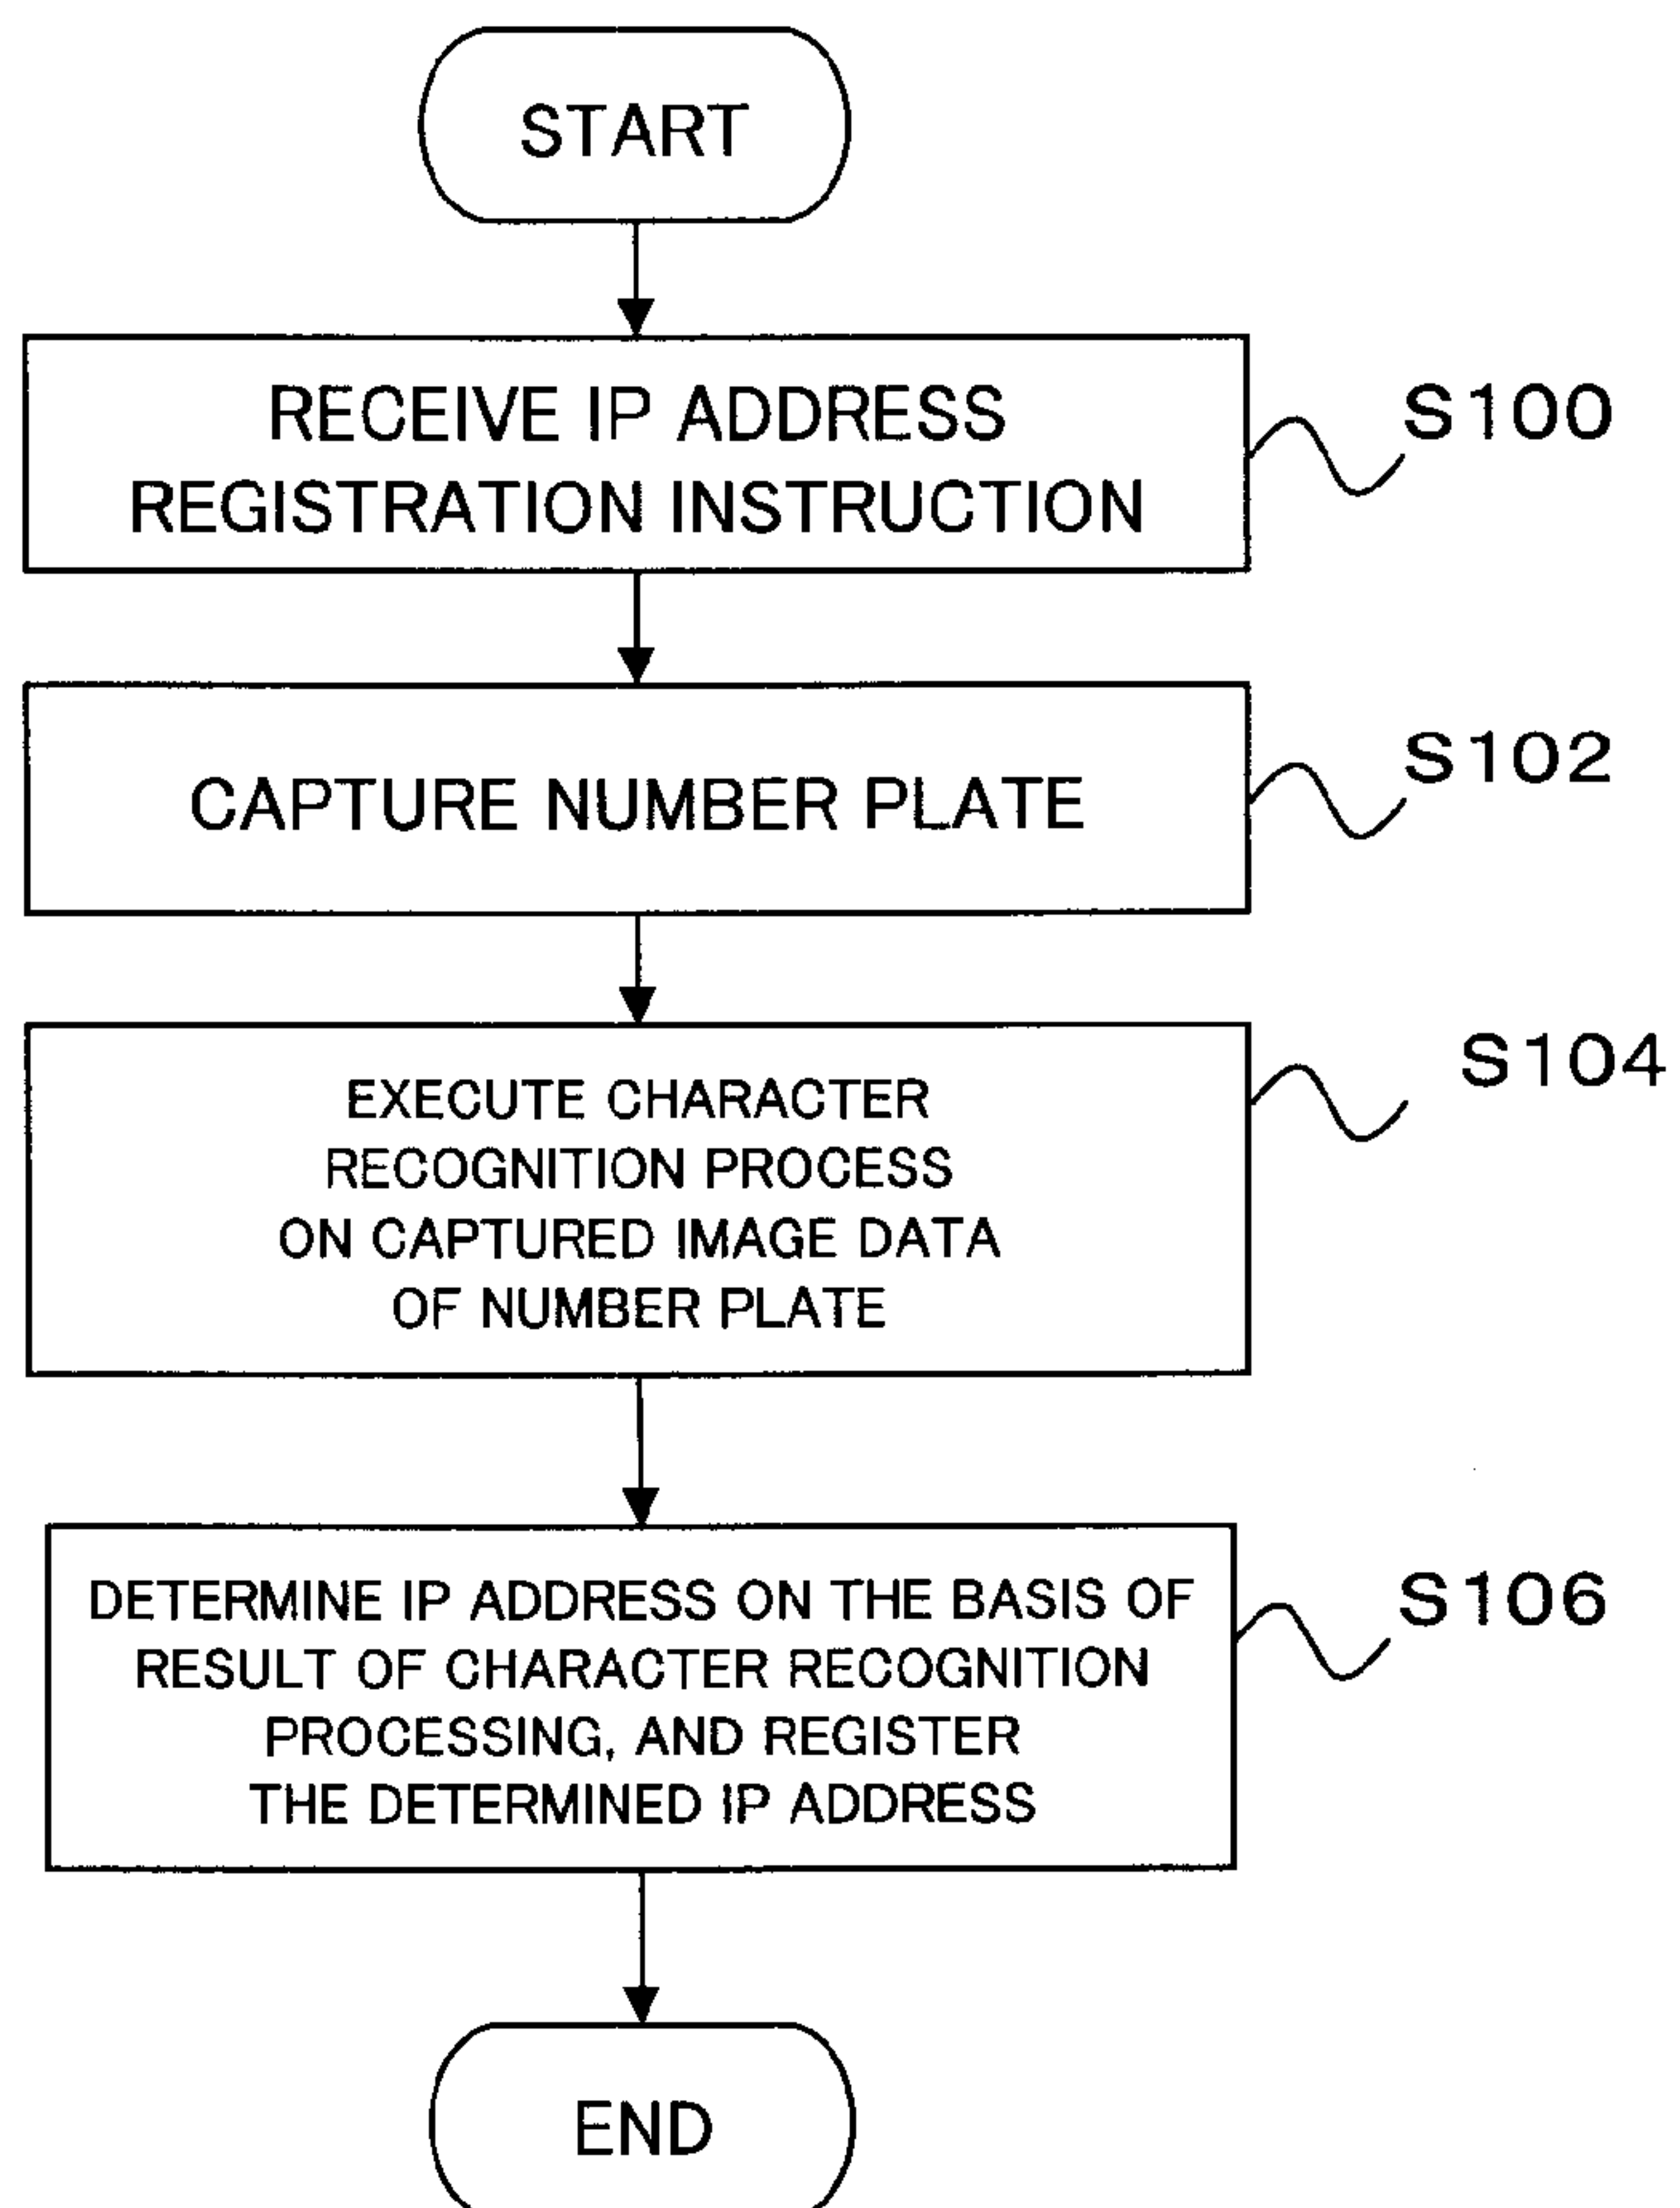 START
RECEIVE IP ADDRESS
REGISTRATION INSTRUCTION
S100
CAPTURE NUMBER PLATE
S102
EXECUTE CHARACTER
RECOGNITION PROCESS
ON CAPTURED IMAGE DATA
OF NUMBER PLATE
S104
DETERMINE IP ADDRESS ON THE BASIS OF
RESULT OF CHARACTER RECOGNITION
PROCESSING, AND REGISTER
THE DETERMINED IP ADDRESS
S106
END